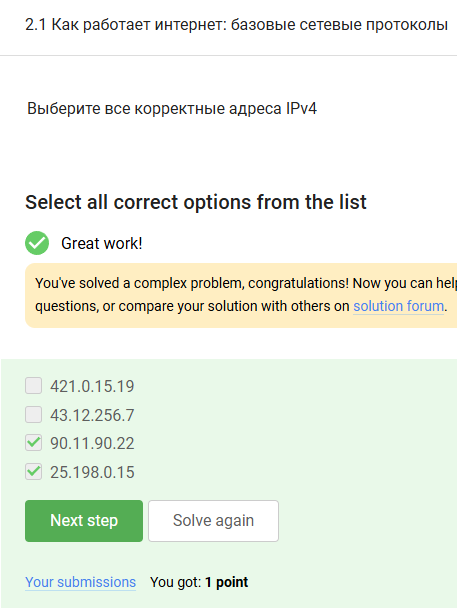 2.1 Как работает интернет: базовые сетевые протоколы
Выберите все корректные адреса IPv4
Select all correct options from the list
Great work!
You've solved a complex problem, congratulations! Now you can
questions, or compare your solution with others on solution forum.
421.0.15.19
43.12.256.7
90.11.90.22
25.198.0.15
Next step
Solve again
Your submissions You got: 1 point